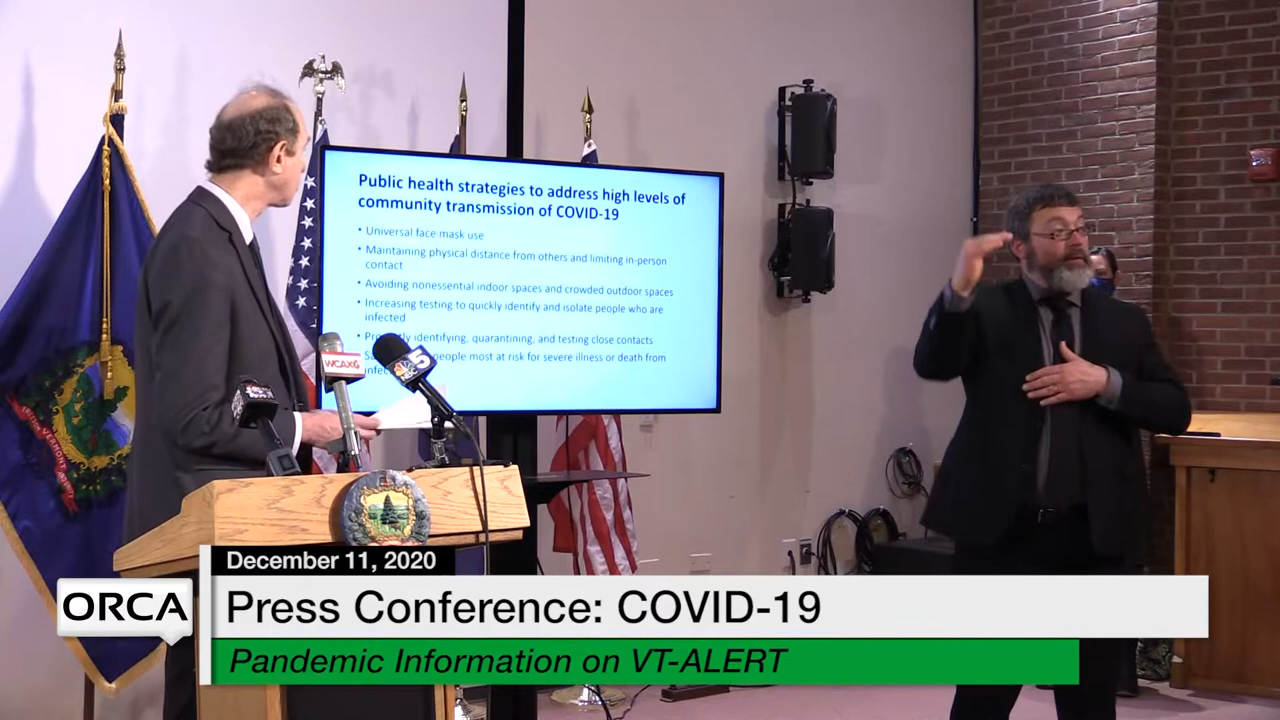 Public health strategies to address high levels of
community transmission of COVID-19
• Universal face mask use
• Maintaining physical distance from others and limiting in-person
contact
• Avoiding nonessential indoor spaces and crowded outdoor spaces
• Increasing testing to quickly identify and isolate people who are
infected
• identifying, quarantining, and testing close contacts
people most at risk for severe illness or death from
WCAX
5
VERMONT
December 11, 2020
ORCA
Press Conference: COVID-19
Pandemic Information on VT-ALERT